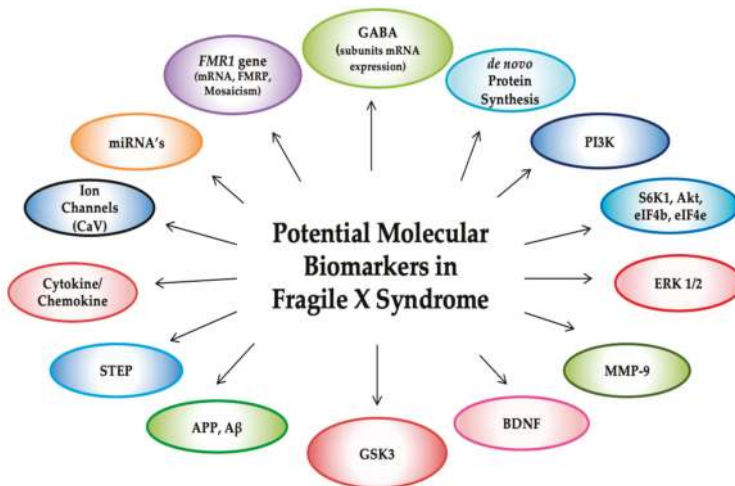 GABA
(subunits mRNA
expression)
de novo
Protein
Synthesis
PI3K
S6K1, Akt,
eIF4b, eIF4e
ERK 1/2
MMP-9
BDNF
GSK3
APP, Aβ
STEP
Cytokine/
Chemokine
Ion
Channels
(CaV)
miRNA's
FMR1 gene
(mRNA, FMRP,
Mosaicism)
Potential Molecular
Biomarkers in
Fragile X Syndrome